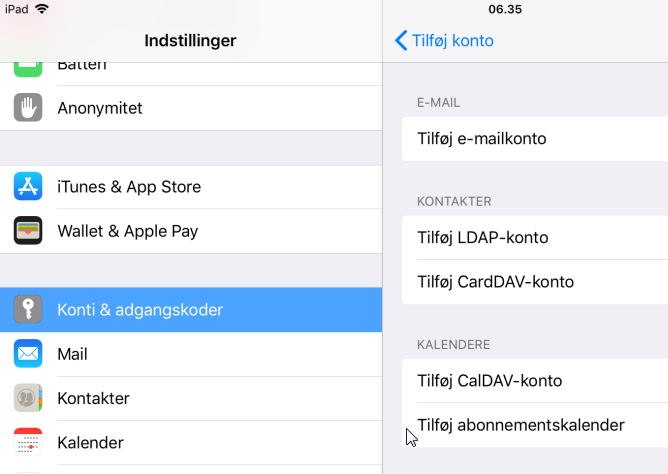 iPad
06.35
Indstillinger
Batteri
Anonymitet
iTunes & App Store
Wallet & Apple Pay
Konti & adgangskoder
Mail
Kontakter
Kalender
Tilføj konto
E-MAIL
Tilføj e-mailkonto
KONTAKTER
Tilføj LDAP-konto
Tilføj CardDAV-konto
KALENDERE
Tilføj CalDAV-konto
Tilføj abonnementskalender